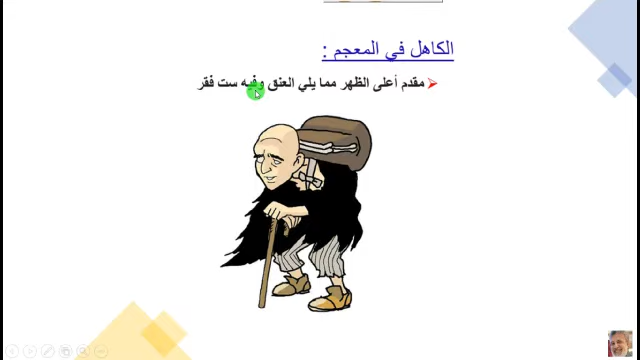 الكاهل في المعجم :
مقدم أعلى الظهر مما يلي العنق وفيه ست فقر